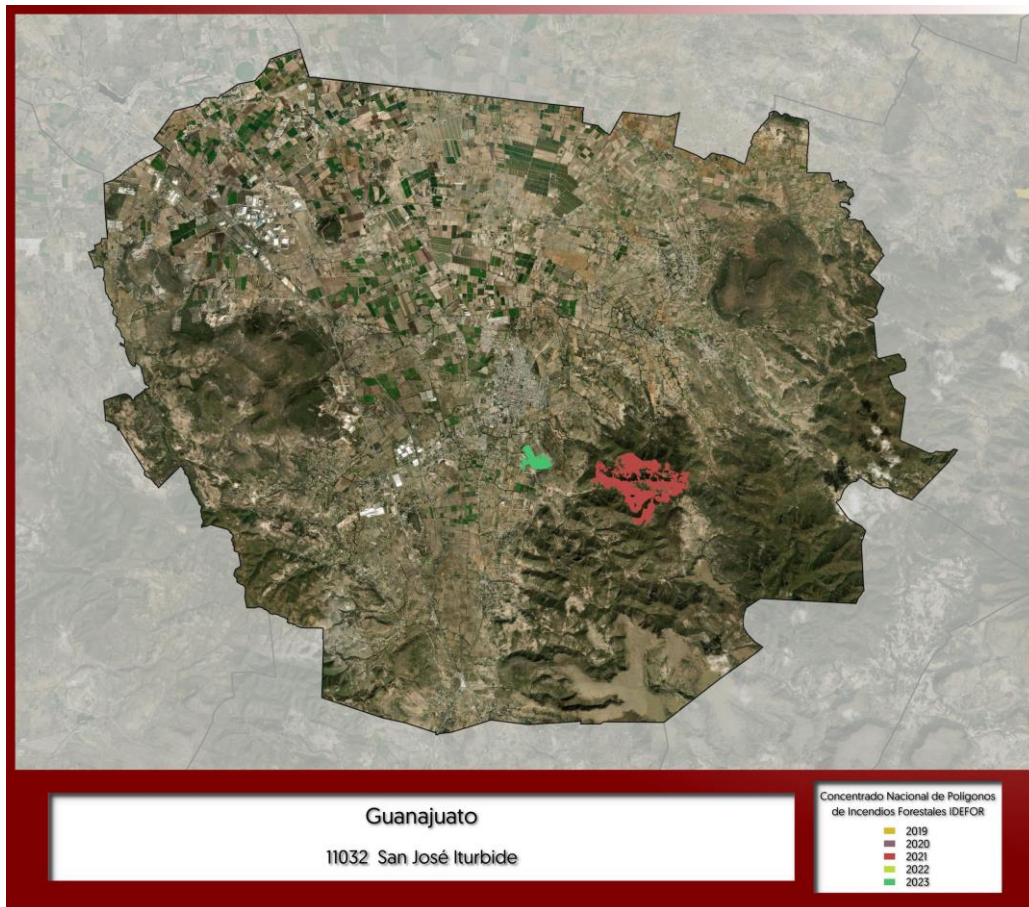 Guanajuato
11032 San José Iturbide
Concentrado Nacional de Polígonos
de Incendios Forestales IDEFOR
2019
2020
2021
2022
2023